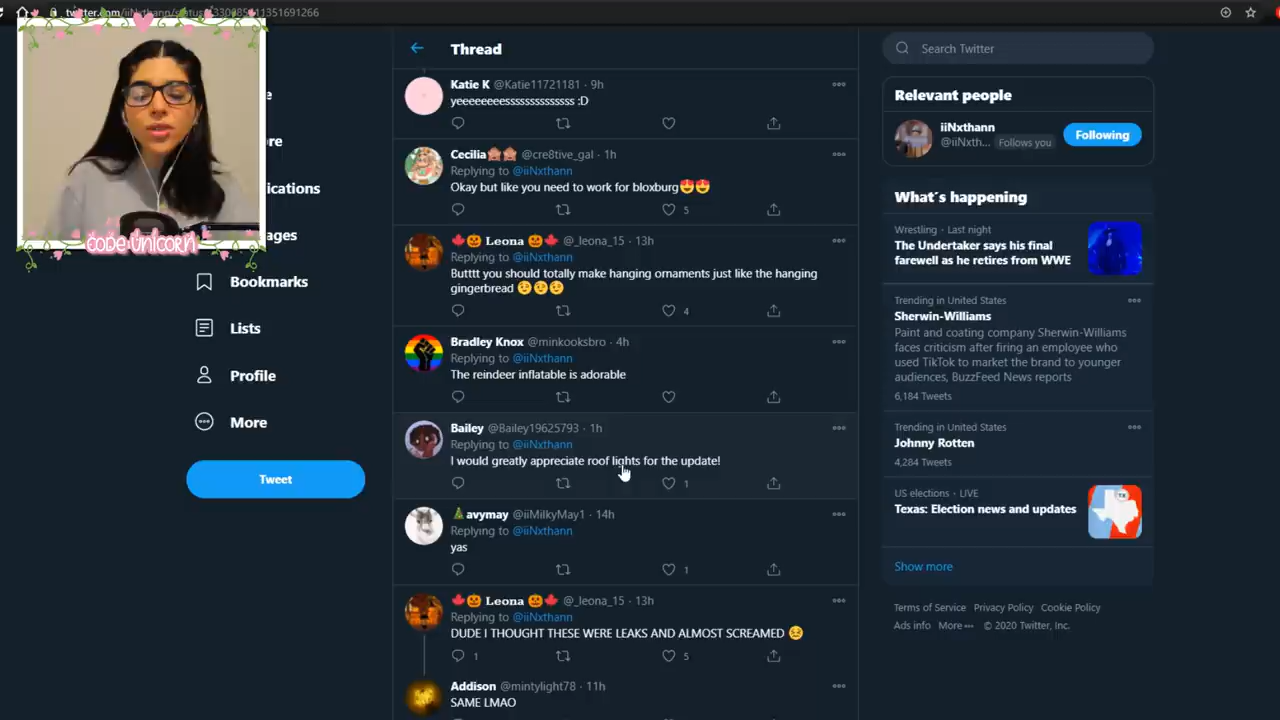 twitter.com/iiNxthann/status
351691266
CODE UNICORN
Bookmarks
Lists
Profile
More
Tweet
Thread
Katie K @Katie11721181 · 9h
yeeeeeeeesssssssssssss :D
Cecilia🙈🙈 @cre8tive_gal · 1h
Replying to @iiNxthann
Okay but like you need to work for bloxburg😍😍
5
🍁🎃 Leona 🎃🍁 @_leona_15 · 13h
Replying to @iiNxthann
Butttt you should totally make hanging ornaments just like the hanging
gingerbread 😌😉😌
4
Bradley Knox @minkooksbro · 4h
Replying to @iiNxthann
The reindeer inflatable is adorable
Bailey @Bailey19625793 · 1h
Replying to @iiNxthann
I would greatly appreciate roof lights for the update!
1
🎄avymay @iiMilkyMay1 · 14h
Replying to @iiNxthann
yas
1
🍁🎃 Leona 🎃🍁 @_leona_15 · 13h
Replying to @iiNxthann
DUDE I THOUGHT THESE WERE LEAKS AND ALMOST SCREAMED 😣
1 5
Addison @mintylight78 · 11h
SAME LMAO
Search Twitter
Relevant people
iiNxthann
@iiNxth... Follows you
Following
What's happening
Wrestling · Last night
The Undertaker says his final
farewell as he retires from WWE
Trending in United States
Sherwin-Williams
Paint and coating company Sherwin-Williams
faces criticism after firing an employee who
used TikTok to market the brand to younger
audiences, BuzzFeed News reports
6,184 Tweets
Trending in United States
Johnny Rotten
4,284 Tweets
US elections · LIVE
Texas: Election news and updates
Show more
Terms of Service Privacy Policy Cookie Policy
Ads info More··· © 2020 Twitter, Inc.